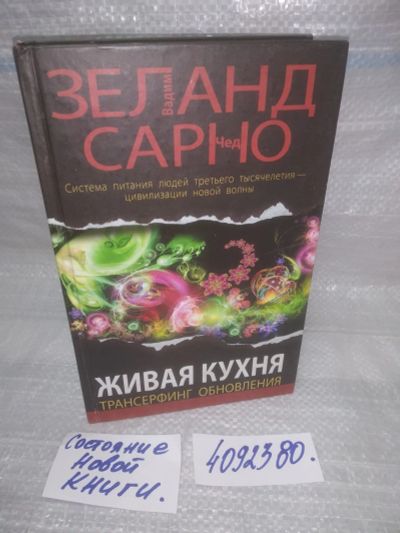 ЗЕЛАНД
Вадим
САРНО
Чед
Система питания людей третьего тысячелетия —
цивилизации новой волны
ЖИВАЯ КУХНЯ
ТРАНСЕРФИНГ ОБНОВЛЕНИЯ
Состояние
новой
книги.
4092380.